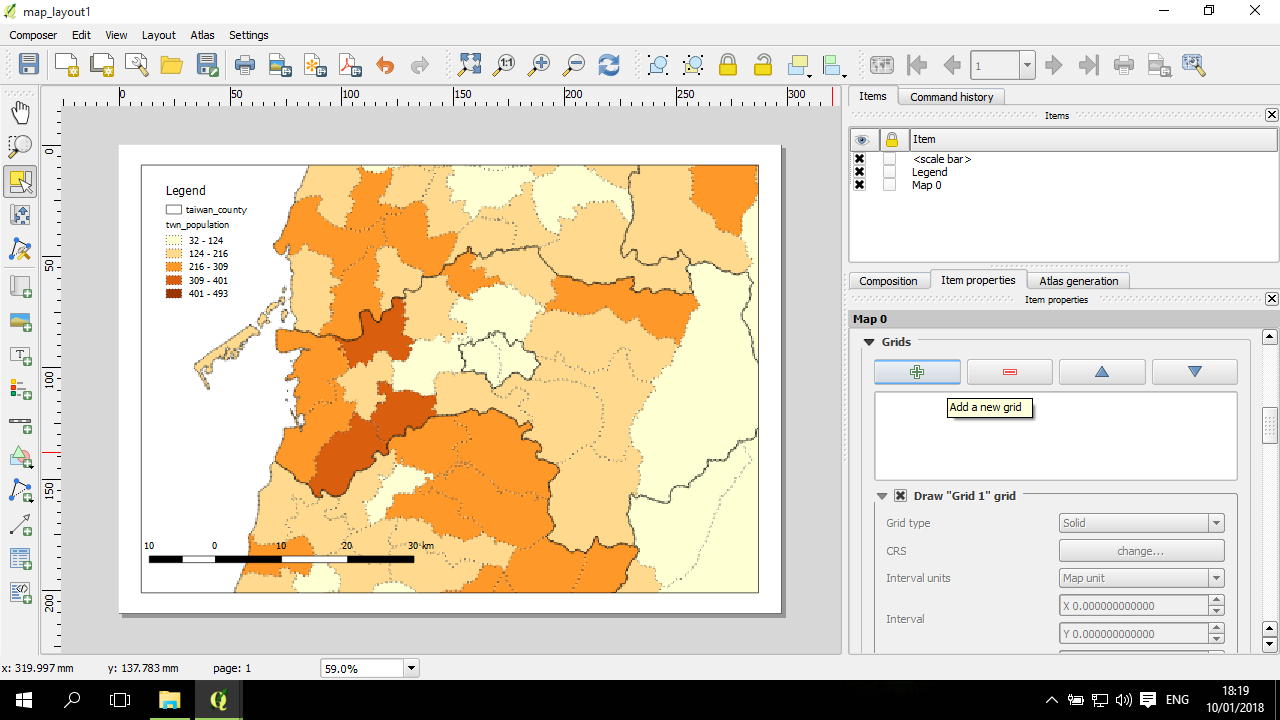 map_layout1
Composer Edit View Layout Atlas Settings
1:1
1
0 50 100 150 200 250 300
0
50
100
150
200
Legend
taiwan_county
twn_population
32 - 124
124 - 216
216 - 309
309 - 401
401 - 493
10 0 10 20 30 km
Items Command history
Items
Item
<scale bar>
Legend
Map 0
Composition Item properties Atlas generation
Item properties
Map 0
Grids
Add a new grid
Draw "Grid 1" grid
Grid type Solid
CRS change...
Interval units Map unit
Interval X 0.000000000000
Y 0.000000000000
x: 319.997 mm y: 137.783 mm page: 1 59.0%
ENG
18:19
10/01/2018